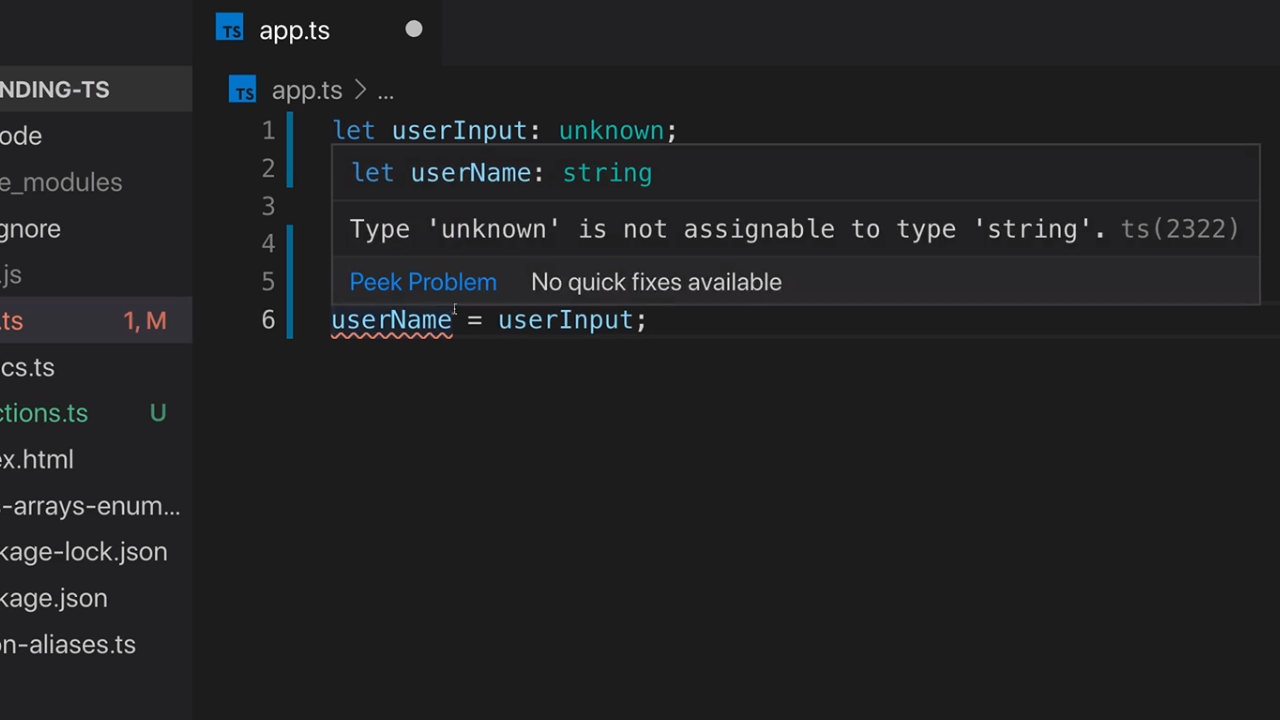 TS app.ts
NDING-TS
TS app.ts > ...
ode
1 let userInput: unknown;
2 let userName: string
e_modules
3
gnore
4 Type 'unknown' is not assignable to type 'string'. ts(2322)
.js
5 Peek Problem No quick fixes available
.ts 1, M
6 userName = userInput;
cs.ts
ctions.ts U
ex.html
s-arrays-enum...
kage-lock.json
kage.json
on-aliases.ts